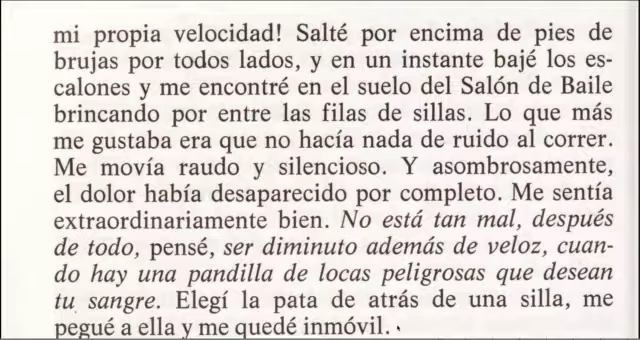 mi propia velocidad! Salté por encima de pies de
brujas por todos lados, y en un instante bajé los es-
calones y me encontré en el suelo del Salón de Baile
brincando por entre las filas de sillas. Lo que más
me gustaba era que no hacía nada de ruido al correr.
Me movía raudo y silencioso. Y asombrosamente,
el dolor había desaparecido por completo. Me sentía
extraordinariamente bien. No está tan mal, después
de todo, pensé, ser diminuto además de veloz, cuan-
do hay una pandilla de locas peligrosas que desean
tu sangre. Elegí la pata de atrás de una silla, me
pegué a ella y me quedé inmóvil.